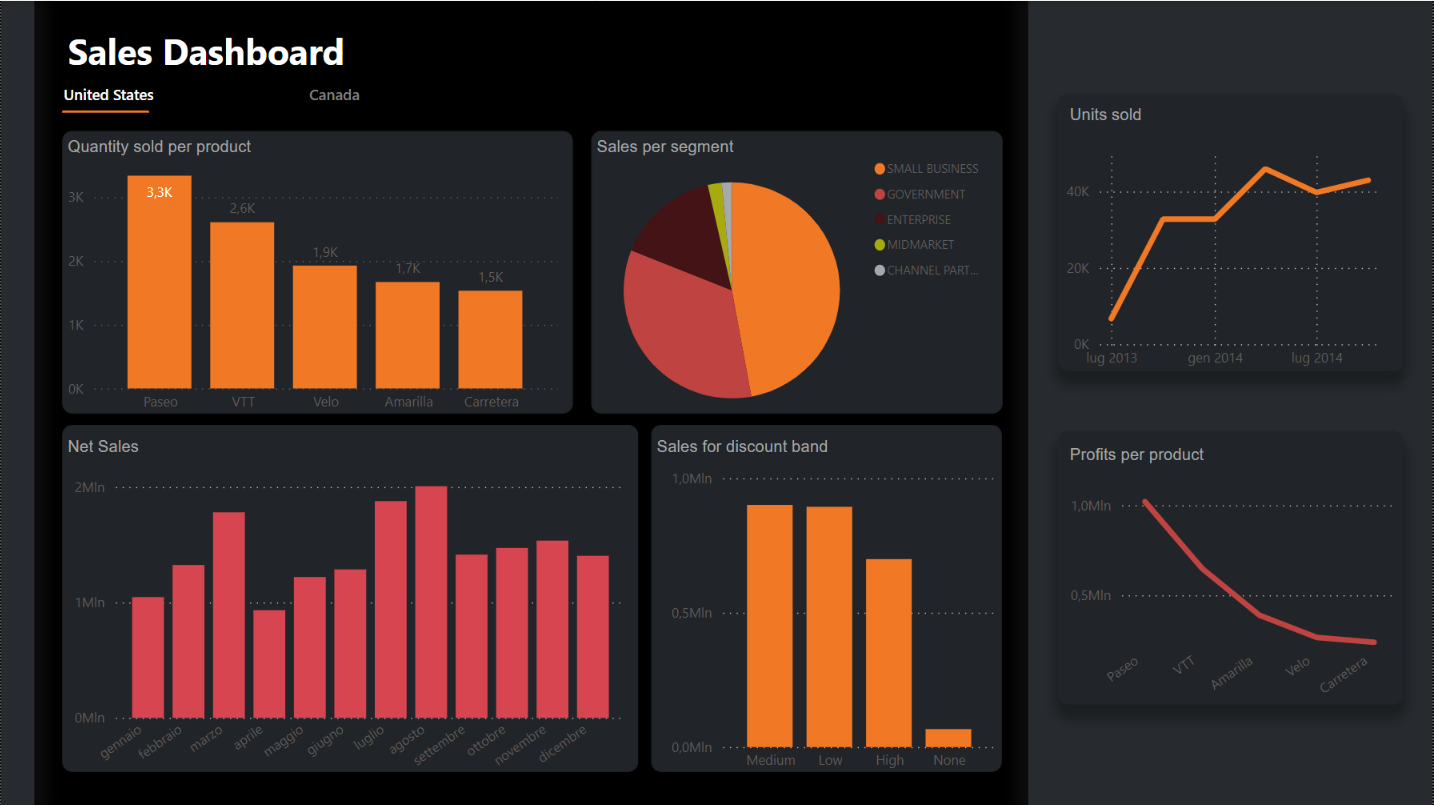 Sales Dashboard
United States
Canada
Quantity sold per product
3K
2K
1K
0K
3,3K
2,6K
1,9K
1,7K
1,5K
Paseo
VTT
Velo
Amarilla
Carretera
Sales per segment
SMALL BUSINESS
GOVERNMENT
ENTERPRISE
MIDMARKET
CHANNEL PART...
Units sold
40K
20K
0K
lug 2013
gen 2014
lug 2014
Net Sales
2Mln
1Mln
0Mln
gennaio
febbraio
marzo
aprile
maggio
giugno
luglio
agosto
settembre
ottobre
novembre
dicembre
Sales for discount band
1,0Mln
0,5Mln
0,0Mln
Medium
Low
High
None
Profits per product
1,0Mln
0,5Mln
Paseo
VTT
Amarilla
Velo
Carretera